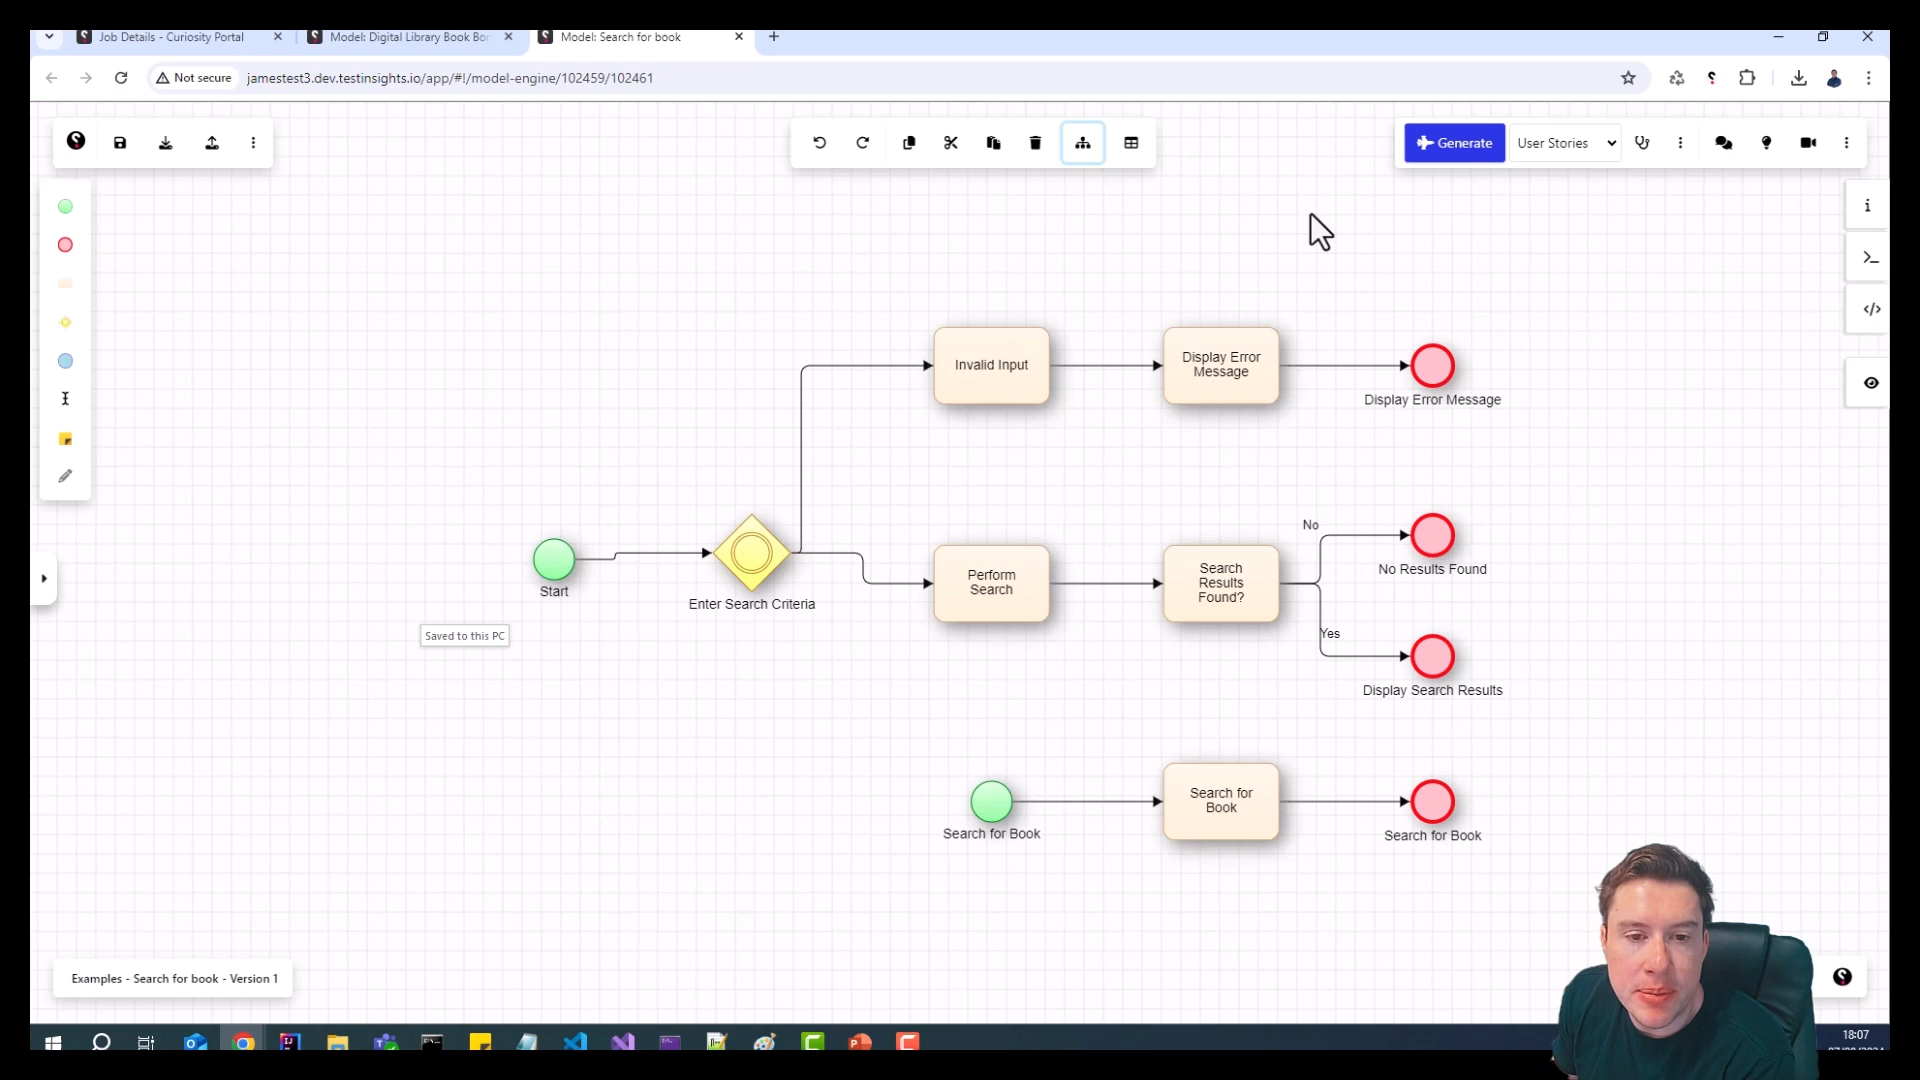 Job Details - Curiosity Portal
Model: Digital Library Book Bor
Model: Search for book
Not secure
jamestest3.dev.testinsights.io/app/#!/model-engine/102459/102461
Generate
User Stories
Invalid Input
Display Error
Message
Display Error Message
Start
Enter Search Criteria
Saved to this PC
Perform
Search
Search
Results
Found?
No
No Results Found
Yes
Display Search Results
Search for Book
Search for
Book
Search for Book
Examples - Search for book - Version 1
18:07